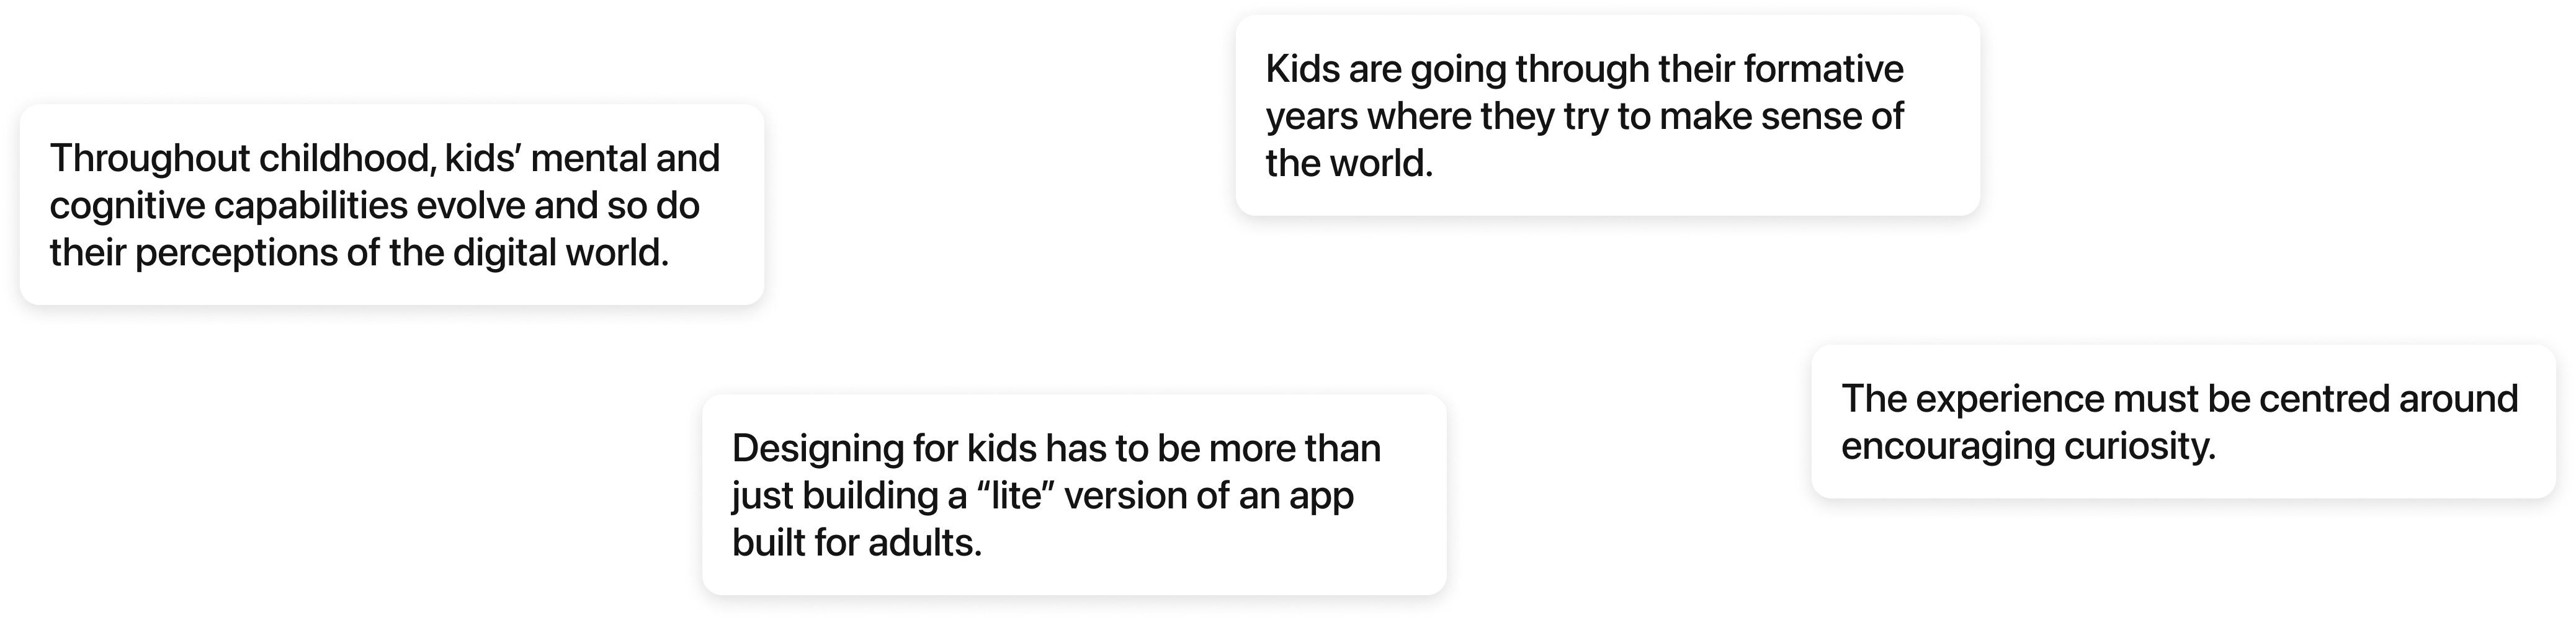 Throughout childhood, kids’ mental and
cognitive capabilities evolve and so do
their perceptions of the digital world.
Kids are going through their formative
years where they try to make sense of
the world.
Designing for kids has to be more than
just building a “lite” version of an app
built for adults.
The experience must be centred around
encouraging curiosity.